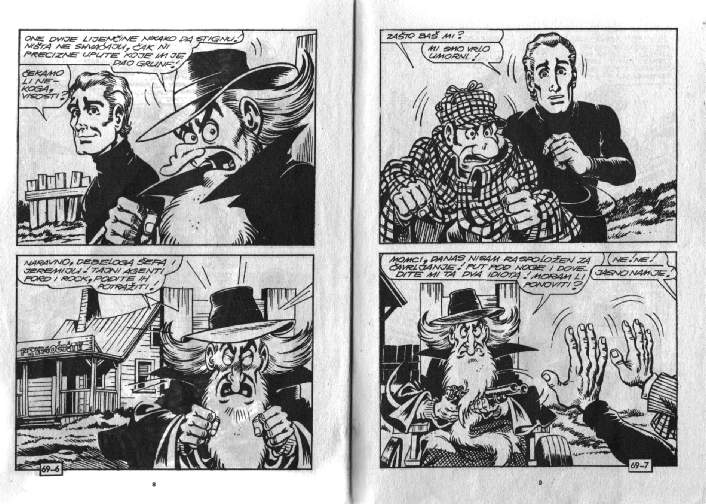 ONE DVIJE LIJENČINE NIKAKO DA STIGNU!
NIŠTA NE SHVAĆAJU, ČAK NI
PRECIZNE UPUTE KOJE IM JE
DAO GRUNF!
ČEKAMO
LI NE-
KOGA,
VISOSTI?
NARAVNO, DEBELOGA ŠEFA I
JEREMIJU! TAJNI AGENTI
FORD I ROCK, POĐITE IH
POTRAŽITI!
69-6
8
ZAŠTO BAŠ MI?
MI SMO VRLO
UMORNI!
MOMCI, DANAS NISAM RASPOLOŽEN ZA
ČAVRLJANJE! PUT POD NOGE I DOVE-
DITE MI TA DVA IDIOTA! MORAM LI
PONOVITI?
NE! NE!
JASNO NAM JE!
69-7
9